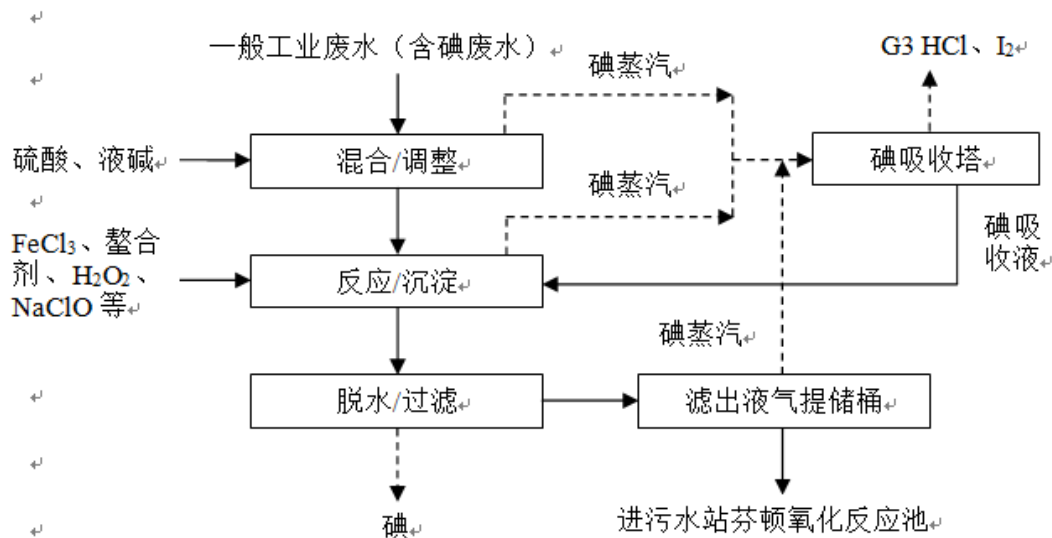 一般工业废水（含碘废水）
碘蒸汽
G3 HCl、I₂
硫酸、液碱
混合/调整
碘吸收塔
碘蒸汽
FeCl₃、螯合
剂、H₂O₂、
NaClO 等
反应/沉淀
碘吸
收液
碘蒸汽
脱水/过滤
滤出液气提储桶
碘
进污水站芬顿氧化反应池